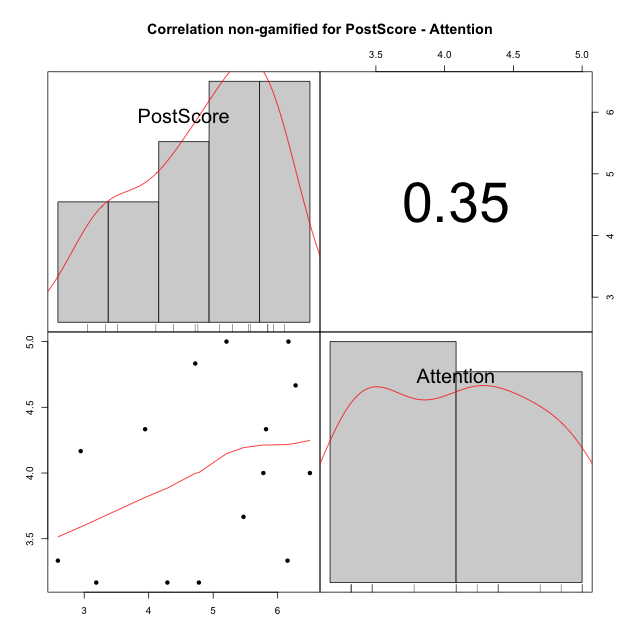 Correlation non-gamified for PostScore - Attention
3.5 4.0 4.5 5.0
PostScore
0.35
6
5
4
3
5.0
4.5
4.0
3.5
Attention
3 4 5 6